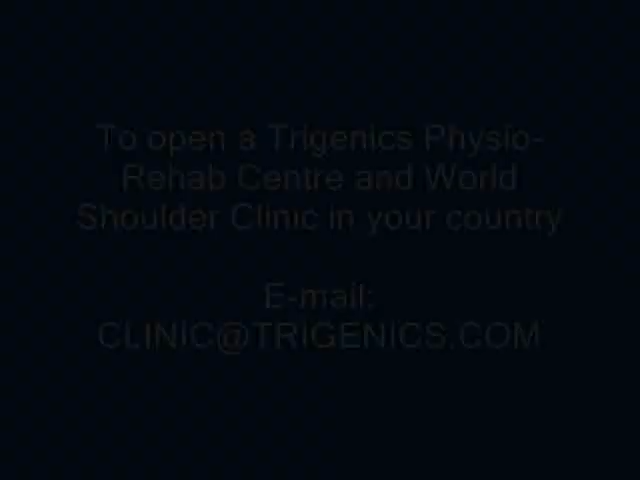 To open a Trigenics Physio-
Rehab Centre and World
Shoulder Clinic in your country
E-mail:
CLINIC@TRIGENICS.COM